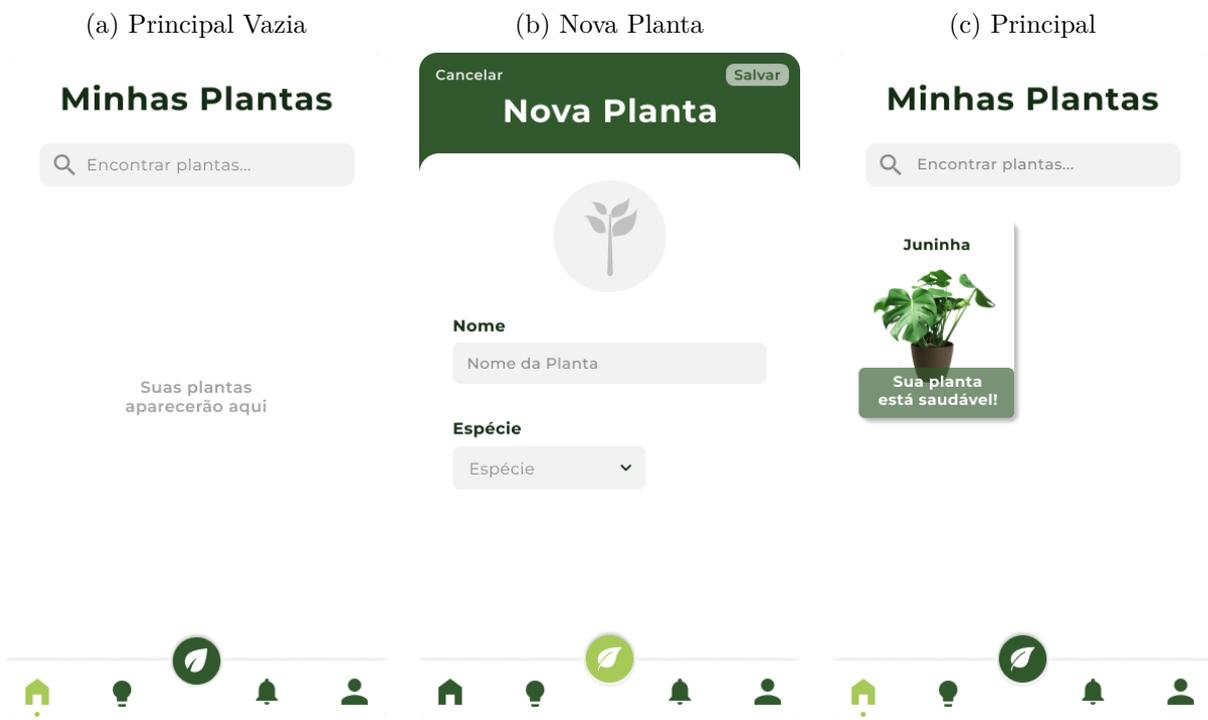 (a) Principal Vazia
Minhas Plantas
Encontrar plantas...
Suas plantas
aparecerão aqui
(b) Nova Planta
Cancelar
Salvar
Nova Planta
Nome
Nome da Planta
Espécie
Espécie
(c) Principal
Minhas Plantas
Encontrar plantas...
Juninha
Sua planta
está saudável!